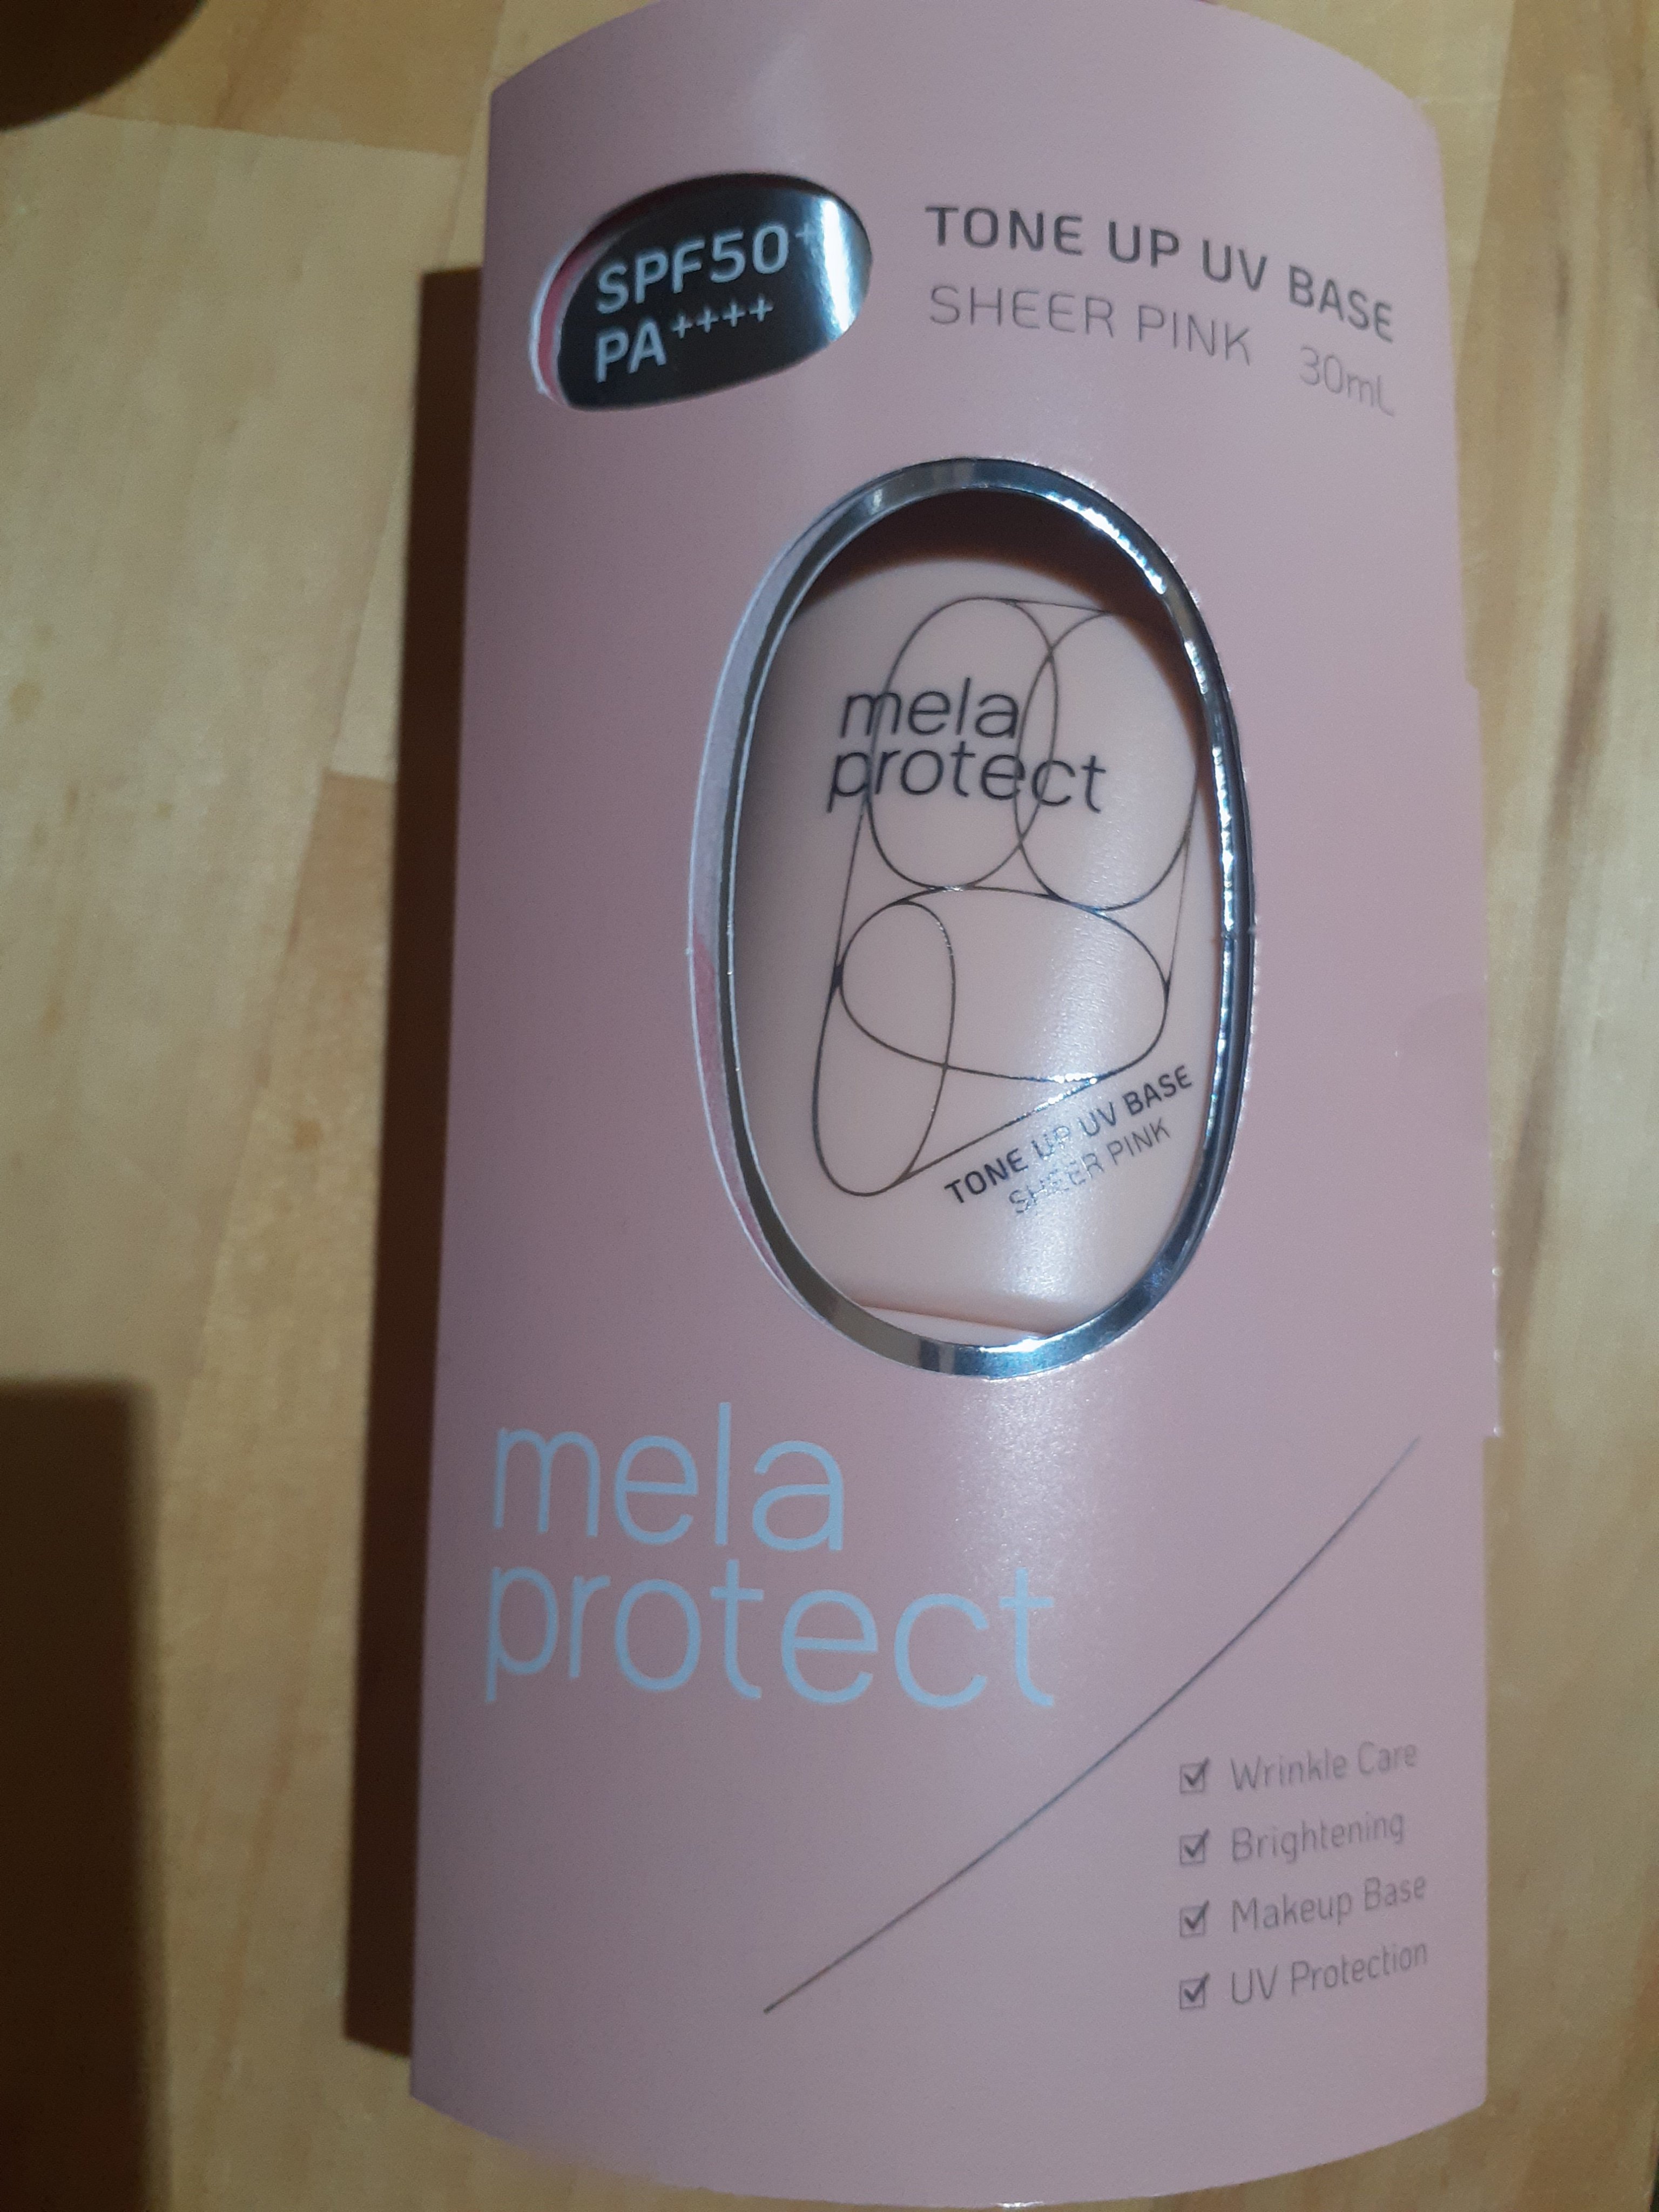 SPF50+
PA++++
TONE UP UV BASE
SHEER PINK 30mL
mela
protect
TONE UP UV BASE
SHEER PINK
mela
protect
Wrinkle Care
Brightening
Makeup Base
UV Protection